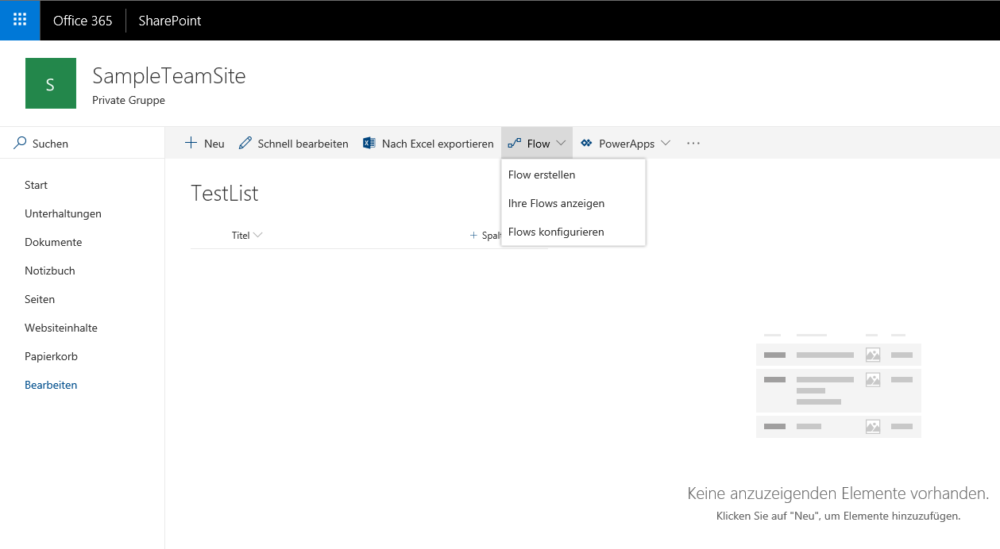 Office 365 SharePoint
S
SampleTeamSite
Private Gruppe
Suchen
Neu Schnell bearbeiten Nach Excel exportieren Flow PowerApps ...
Flow erstellen
Ihre Flows anzeigen
Flows konfigurieren
Start
Unterhaltungen
Dokumente
Notizbuch
Seiten
Websiteinhalte
Papierkorb
Bearbeiten
TestList
Titel + Spalt
Keine anzuzeigenden Elemente vorhanden.
Klicken Sie auf "Neu", um Elemente hinzuzufügen.